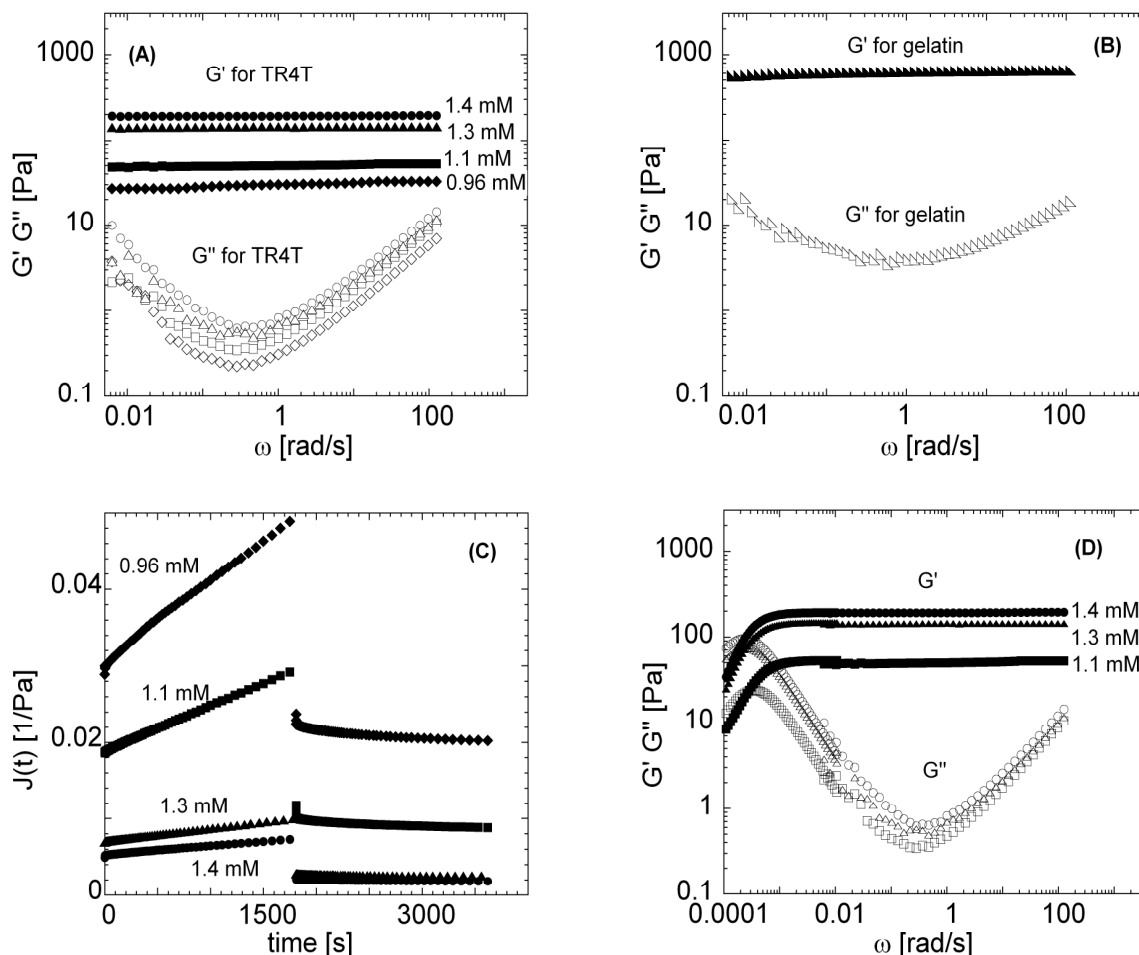 (A)
G' for TR4T
1000
1.4 mM
1.3 mM
1.1 mM
0.96 mM
10
G'' for TR4T
0.1
0.01 1 100
G' G'' [Pa]
ω [rad/s]
(B)
G' for gelatin
1000
10
G'' for gelatin
0.1
0.01 1 100
G' G'' [Pa]
ω [rad/s]
(C)
0.96 mM
0.04
1.1 mM
0.02
1.3 mM
1.4 mM
0
0 1500 3000
J(t) [1/Pa]
time [s]
(D)
1000
G'
1.4 mM
100
1.3 mM
1.1 mM
10
G''
1
0.1
0.0001 0.01 1 100
G' G'' [Pa]
ω [rad/s]